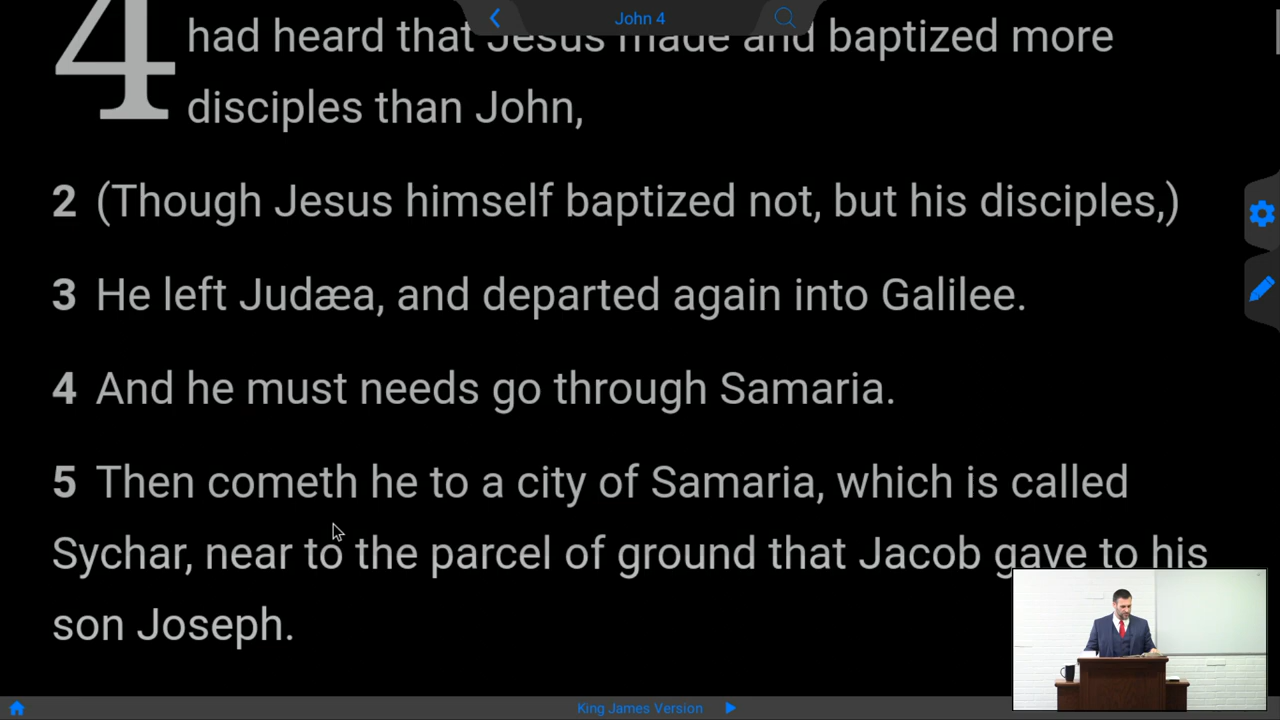 John 4
4 had heard that Jesus made and baptized more
disciples than John,
2 (Though Jesus himself baptized not, but his disciples,)
3 He left Judæa, and departed again into Galilee.
4 And he must needs go through Samaria.
5 Then cometh he to a city of Samaria, which is called
Sychar, near to the parcel of ground that Jacob gave to his
son Joseph.
King James Version